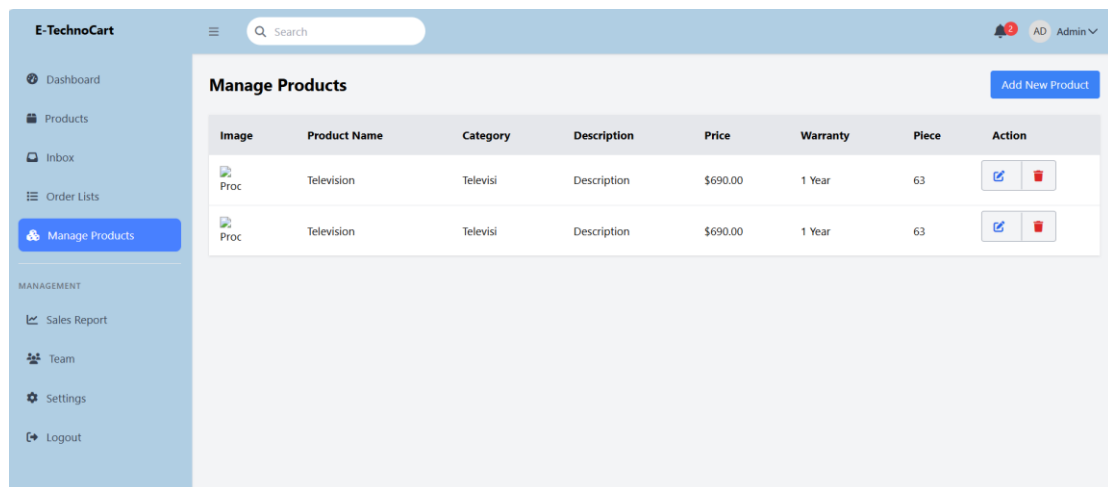 E-TechnoCart
Search
2
AD Admin
Dashboard
Products
Inbox
Order Lists
Manage Products
MANAGEMENT
Sales Report
Team
Settings
Logout
Manage Products
Add New Product
Image Product Name Category Description Price Warranty Piece Action
Proc Television Televisi Description $690.00 1 Year 63
Proc Television Televisi Description $690.00 1 Year 63